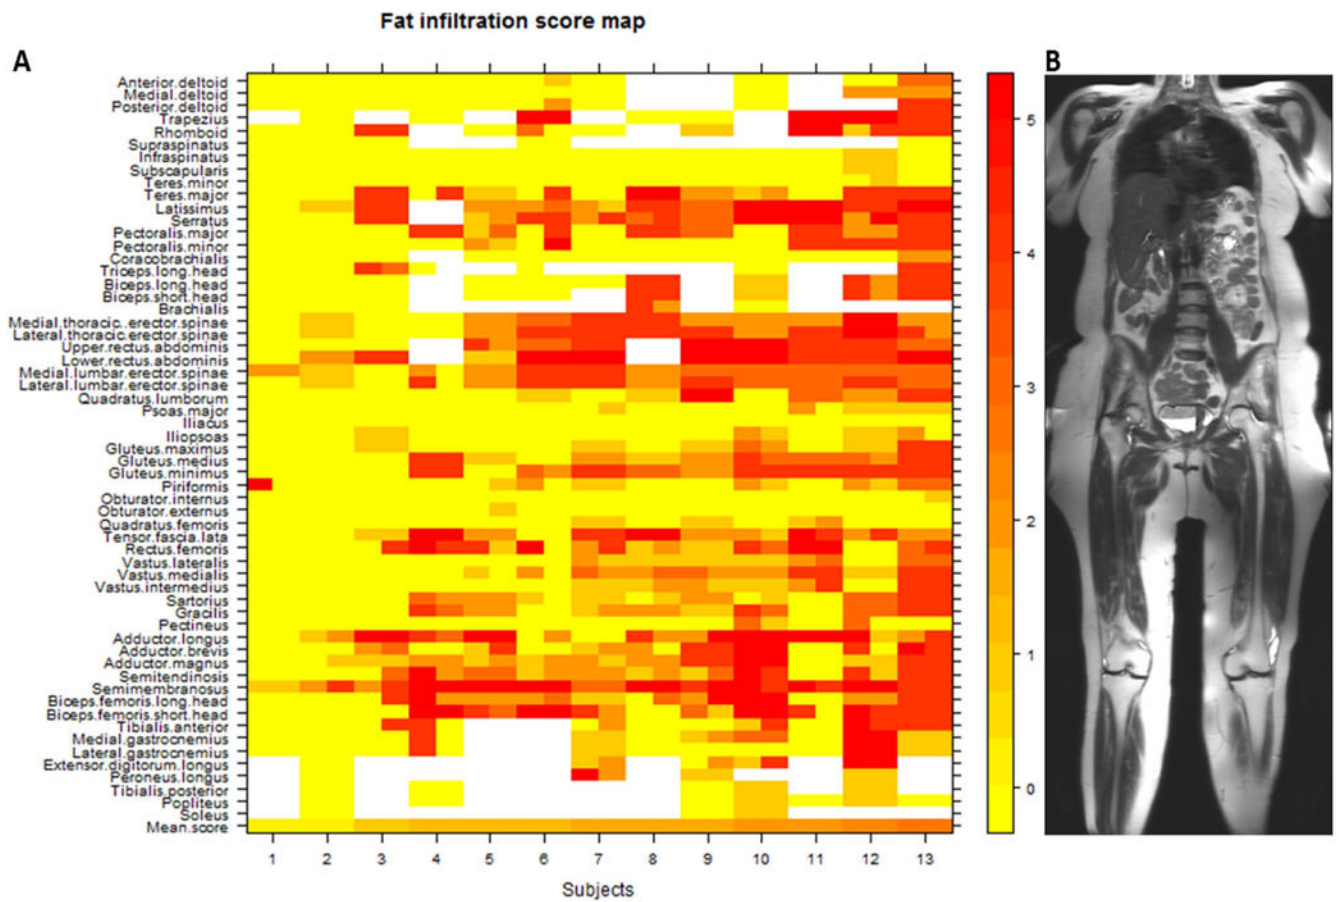 Fat infiltration score map
A
B
Anterior.deltoid
Medial.deltoid
Posterior.deltoid
Trapezius
Rhomboid
Supraspinatus
Infraspinatus
Subscapularis
Teres.minor
Teres.major
Latissimus
Serratus
Pectoralis.major
Pectoralis.minor
Coracobrachialis
Triceps.long.head
Biceps.long.head
Biceps.short.head
Brachialis
Medial.thoracic..erector.spinae
Lateral.thoracic.erector.spinae
Upper.rectus.abdominis
Lower.rectus.abdominis
Medial.lumbar.erector.spinae
Lateral.lumbar.erector.spinae
Quadratus.lumborum
Psoas.major
Iliacus
Iliopsoas
Gluteus.maximus
Gluteus.medius
Gluteus.minimus
Piriformis
Obturator.internus
Obturator.externus
Quadratus.femoris
Tensor.fascia.lata
Rectus.femoris
Vastus.lateralis
Vastus.medialis
Vastus.intermedius
Sartorius
Gracilis
Pectineus
Adductor.longus
Adductor.brevis
Adductor.magnus
Semitendinosis
Semimembranosus
Biceps.femoris.long.head
Biceps.femoris.short.head
Tibialis.anterior
Medial.gastrocnemius
Lateral.gastrocnemius
Extensor.digitorum.longus
Peroneus.longus
Tibialis.posterior
Popliteus
Soleus
Mean.score
1 2 3 4 5 6 7 8 9 10 11 12 13
Subjects
5
4
3
2
1
0